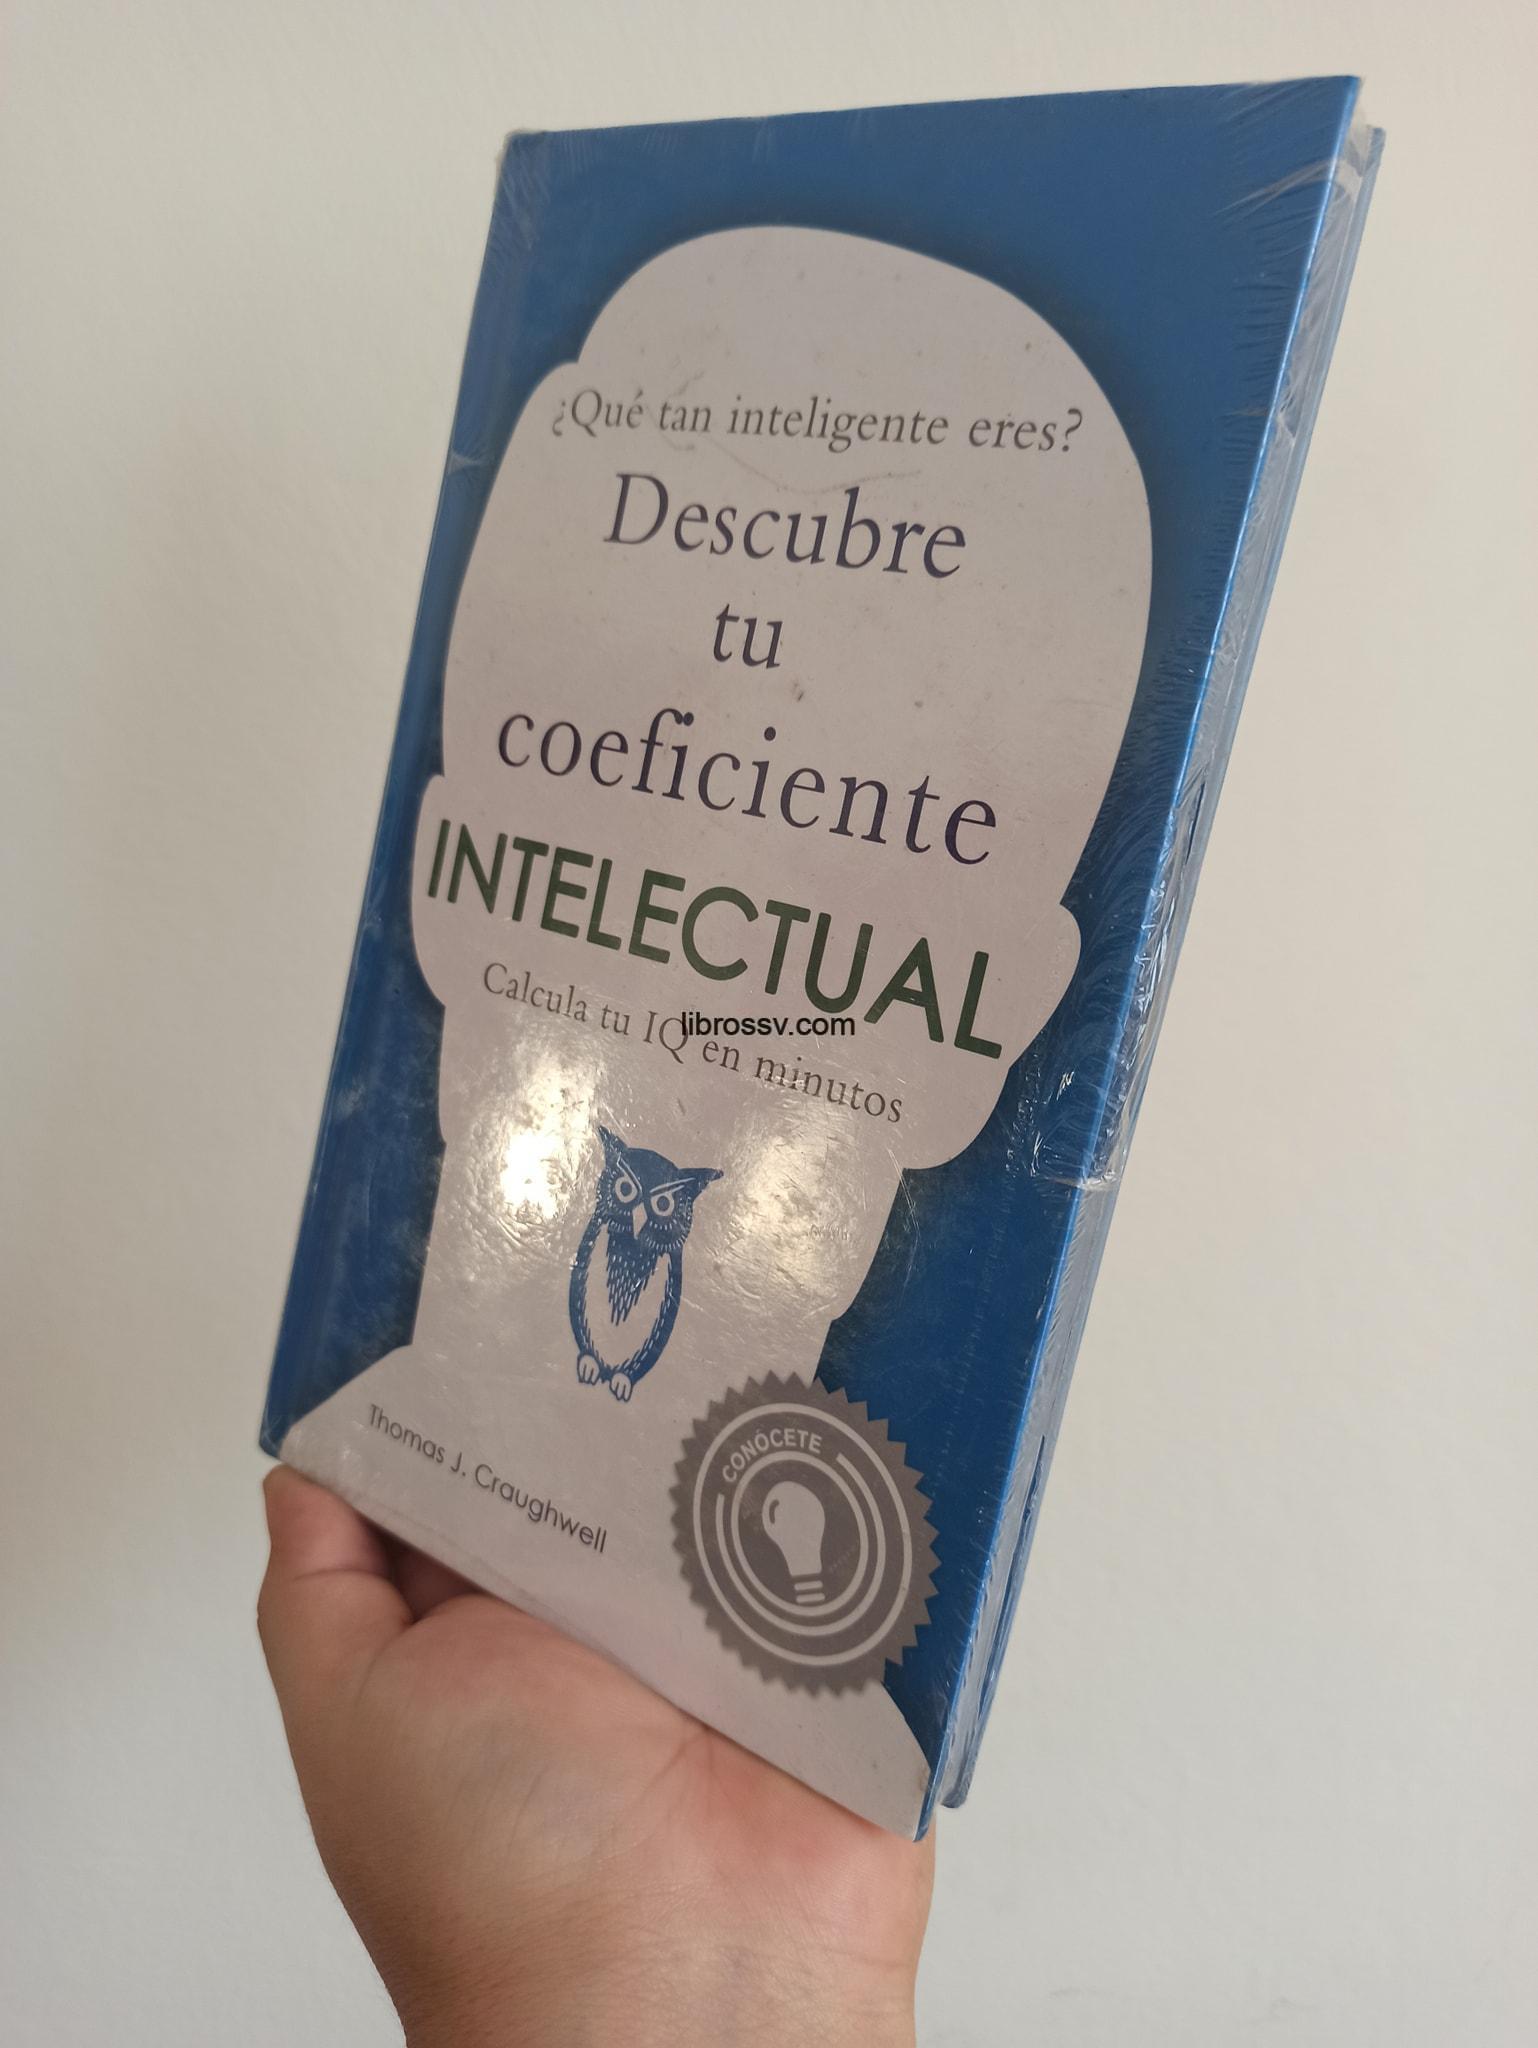 ¿Qué tan inteligente eres?
Descubre
tu
coeficiente
INTELECTUAL
Calcula tu IQ en minutos
librossv.com
Thomas J. Craughwell
CONÓCETE